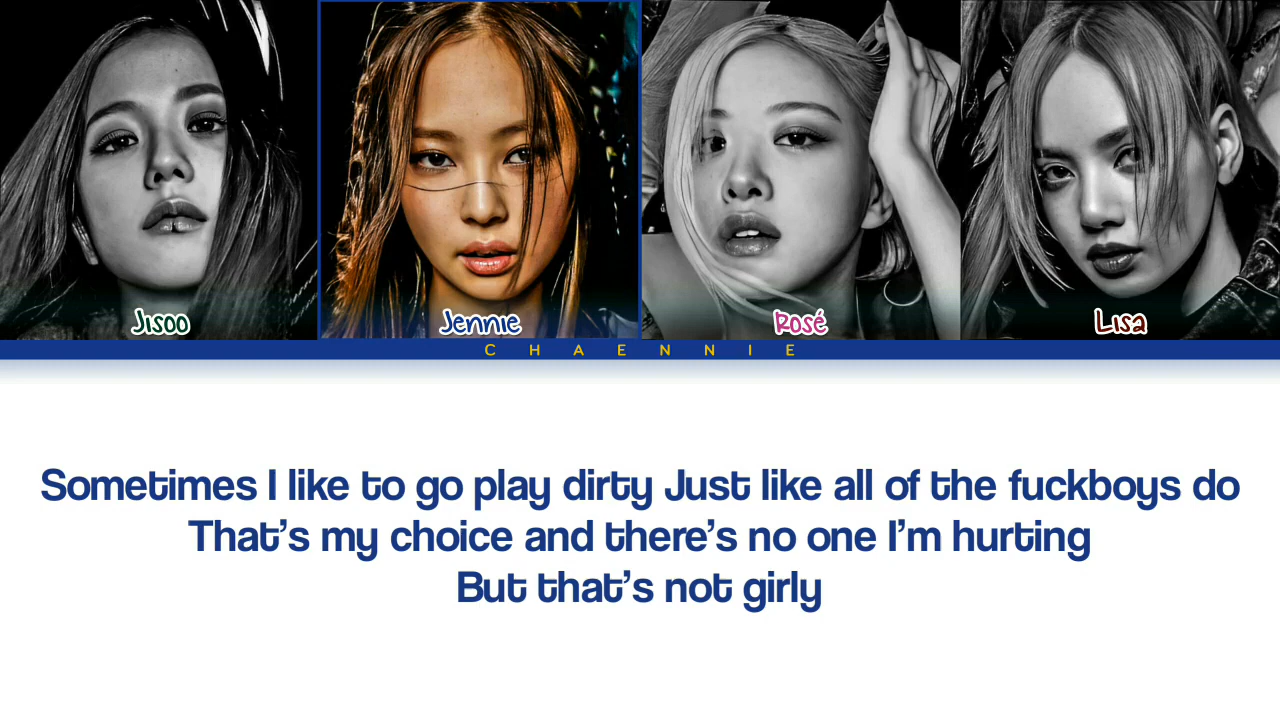 Jisoo
Jennie
Rosé
Lisa
CHAENNIE
Sometimes I like to go play dirty Just like all of the fuckboys do
That’s my choice and there’s no one I’m hurting
But that’s not girly